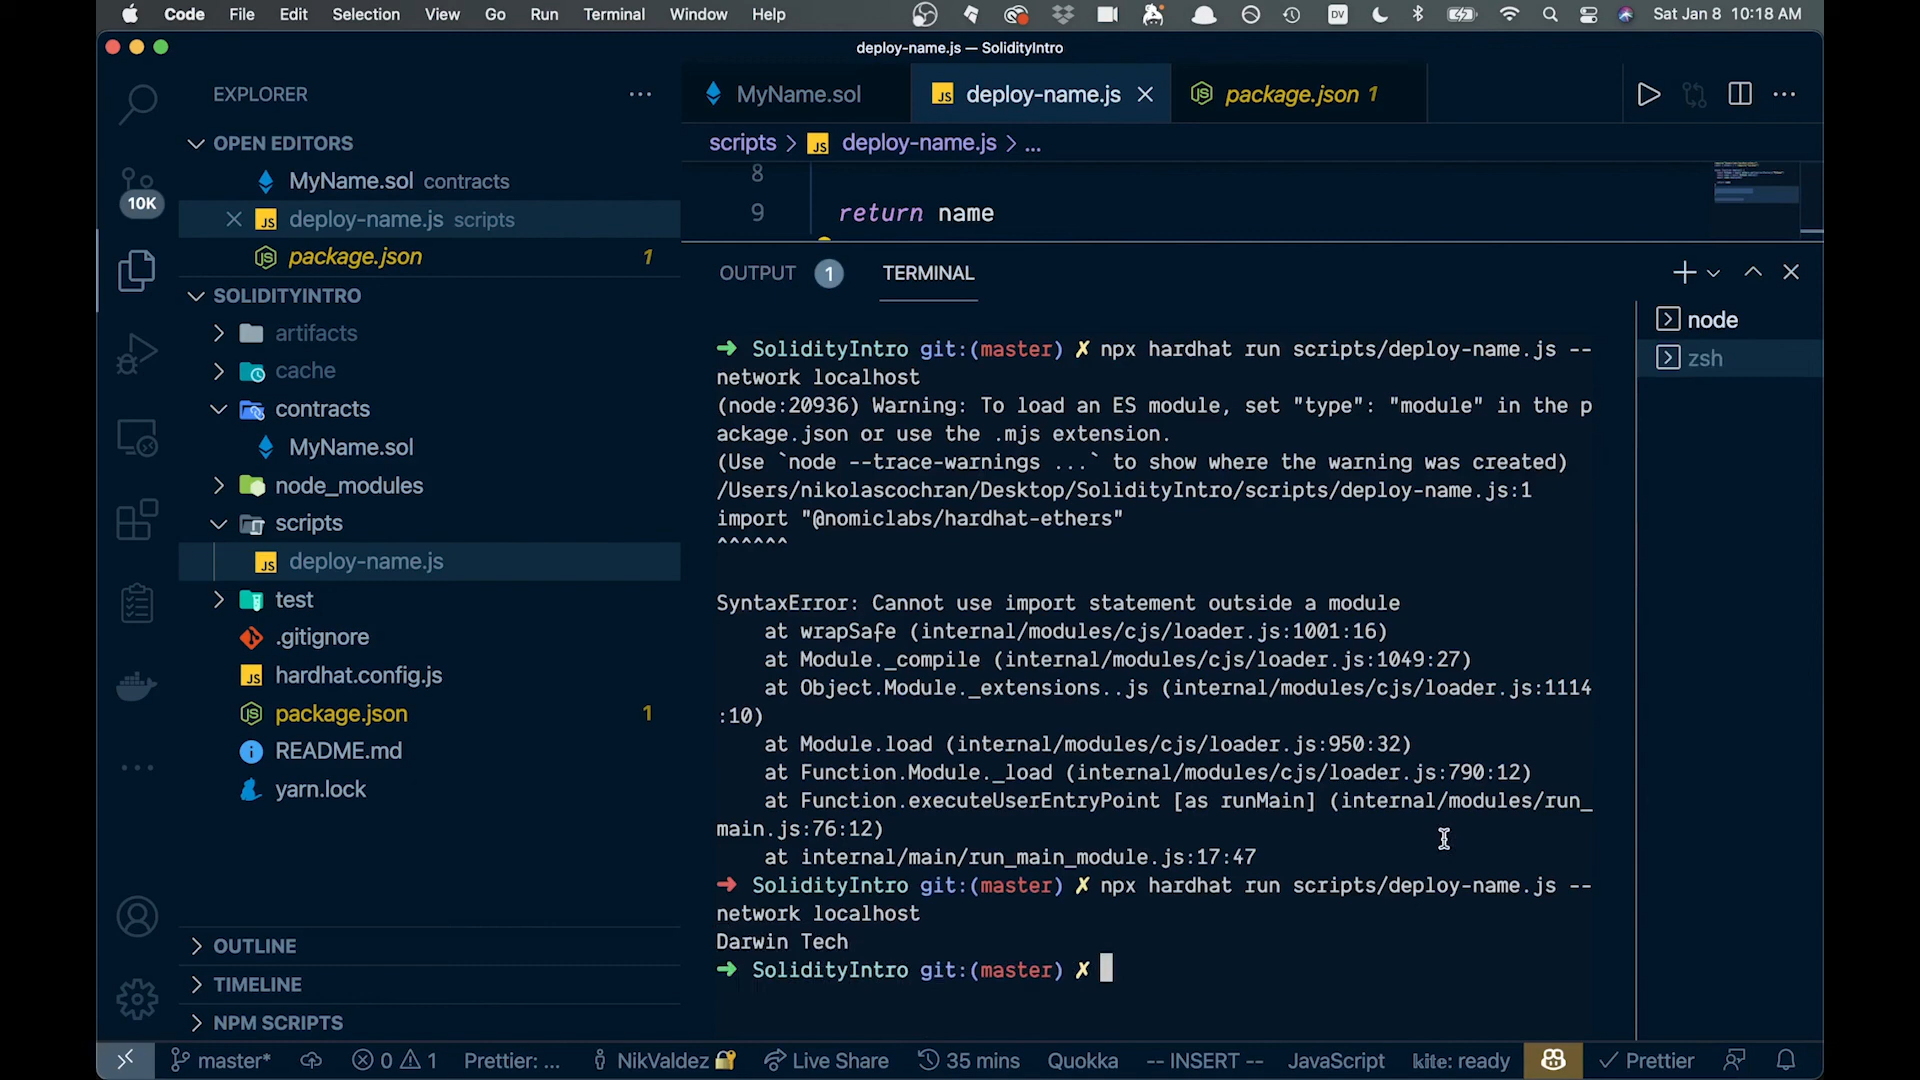 Code File Edit Selection View Go Run Terminal Window Help DV Sat Jan 8 10:18 AM
deploy-name.js — SolidityIntro
EXPLORER
MyName.sol deploy-name.js package.json 1
OPEN EDITORS
scripts > deploy-name.js > ...
MyName.sol contracts
10K
deploy-name.js scripts
package.json 1
SOLIDITYINTRO
artifacts
cache
contracts
MyName.sol
node_modules
scripts
deploy-name.js
test
.gitignore
hardhat.config.js
package.json 1
README.md
yarn.lock
OUTLINE
TIMELINE
NPM SCRIPTS
8
9 return name
OUTPUT 1 TERMINAL
node
zsh
➜ SolidityIntro git:(master) ✗ npx hardhat run scripts/deploy-name.js --
network localhost
(node:20936) Warning: To load an ES module, set "type": "module" in the p
ackage.json or use the .mjs extension.
(Use `node --trace-warnings ...` to show where the warning was created)
/Users/nikolascochran/Desktop/SolidityIntro/scripts/deploy-name.js:1
import "@nomiclabs/hardhat-ethers"
^^^^^^
SyntaxError: Cannot use import statement outside a module
at wrapSafe (internal/modules/cjs/loader.js:1001:16)
at Module._compile (internal/modules/cjs/loader.js:1049:27)
at Object.Module._extensions..js (internal/modules/cjs/loader.js:1114
:10)
at Module.load (internal/modules/cjs/loader.js:950:32)
at Function.Module._load (internal/modules/cjs/loader.js:790:12)
at Function.executeUserEntryPoint [as runMain] (internal/modules/run_
main.js:76:12)
at internal/main/run_main_module.js:17:47
➜ SolidityIntro git:(master) ✗ npx hardhat run scripts/deploy-name.js --
network localhost
Darwin Tech
➜ SolidityIntro git:(master) ✗
master* 0 1 Prettier: ... NikValdez Live Share 35 mins Quokka -- INSERT -- JavaScript kite: ready Prettier